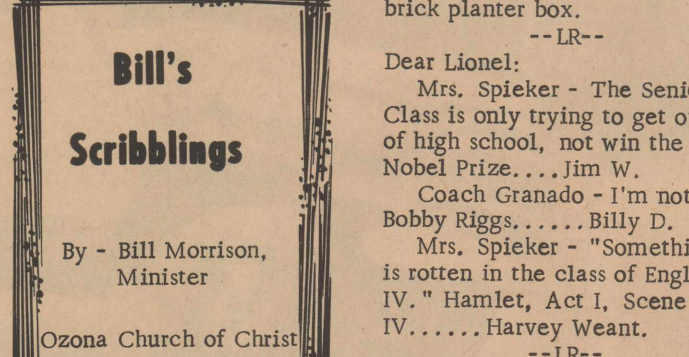 Bill's
Scribblings
By - Bill Morrison,
Minister
Ozona Church of Christ
brick planter box.
--LR--
Dear Lionel:
Mrs. Spieker - The Seni
Class is only trying to get o
of high school, not win the
Nobel Prize....Jim W.
Coach Granado - I'm not
Bobby Riggs......Billy D.
Mrs. Spieker - "Somethi
is rotten in the class of Engl
IV." Hamlet, Act I, Scene
IV......Harvey Weant.
--LR--